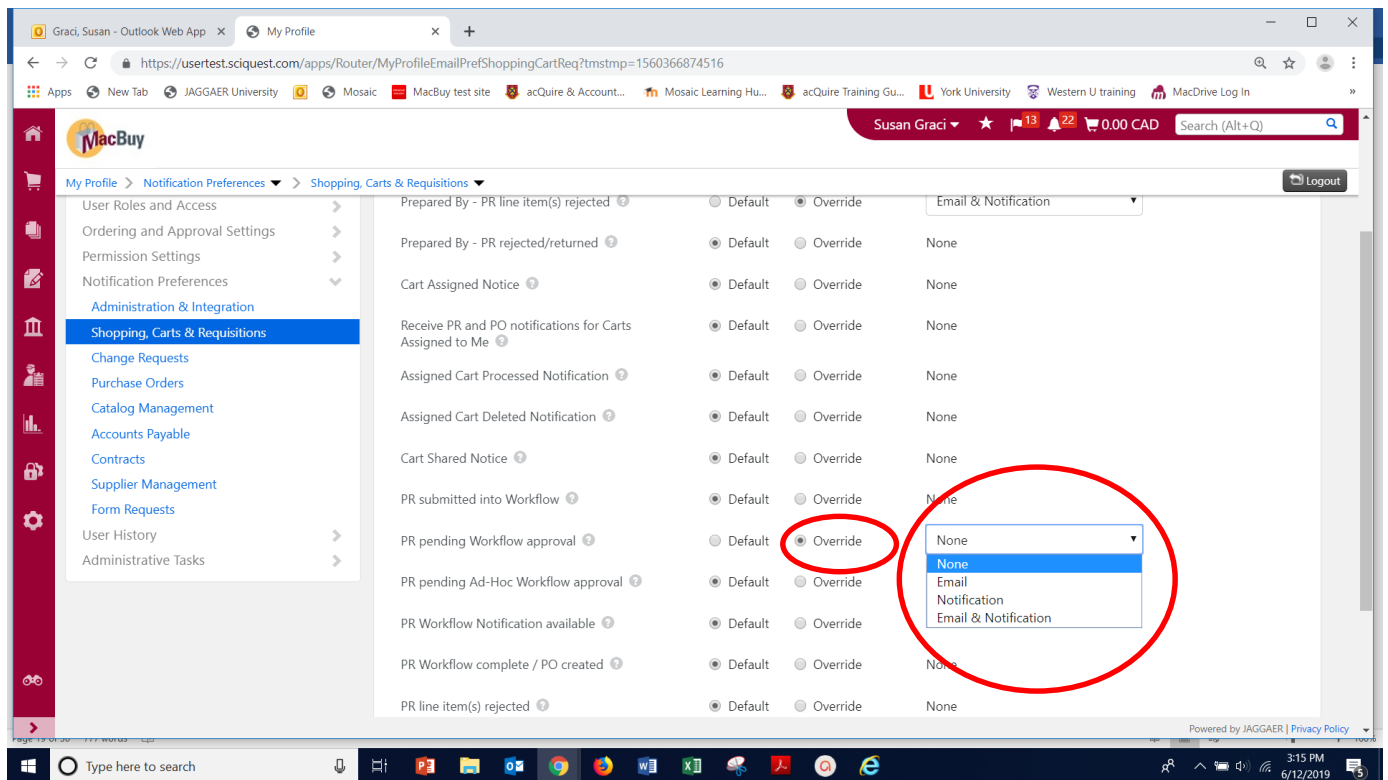 Graci, Susan - Outlook Web App
My Profile
https://usertest.sciquest.com/apps/Router/MyProfileEmailPrefShoppingCartReq?tmstmp=1560366874516
Apps New Tab JAGGAER University Mosaic MacBuy test site acQuire & Account... Mosaic Learning Hu... acQuire Training Gu... York University Western U training MacDrive Log In »
MacBuy
Susan Graci 13 22 0.00 CAD Search (Alt+Q)
My Profile > Notification Preferences > Shopping, Carts & Requisitions
Logout
User Roles and Access
Ordering and Approval Settings
Permission Settings
Notification Preferences
Administration & Integration
Shopping, Carts & Requisitions
Change Requests
Purchase Orders
Catalog Management
Accounts Payable
Contracts
Supplier Management
Form Requests
User History
Administrative Tasks
Prepared By - PR line item(s) rejected Default Override Email & Notification
Prepared By - PR rejected/returned Default Override None
Cart Assigned Notice Default Override None
Receive PR and PO notifications for Carts
Assigned to Me Default Override None
Assigned Cart Processed Notification Default Override None
Assigned Cart Deleted Notification Default Override None
Cart Shared Notice Default Override None
PR submitted into Workflow Default Override None
PR pending Workflow approval Default Override None
None
Email
Notification
Email & Notification
PR pending Ad-Hoc Workflow approval Default Override
PR Workflow Notification available Default Override
PR Workflow complete / PO created Default Override None
PR line item(s) rejected Default Override None
Powered by JAGGAER | Privacy Policy
777 words
100%
Type here to search
3:15 PM
6/12/2019
5